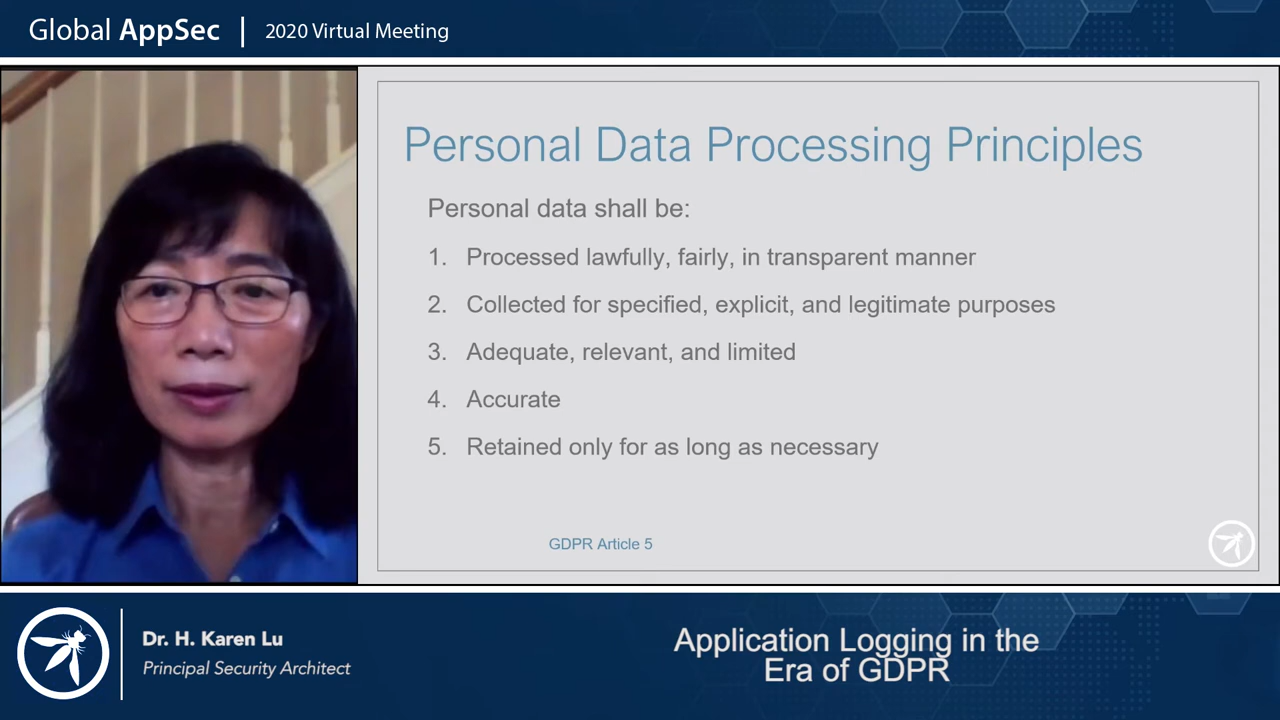 Global AppSec | 2020 Virtual Meeting
Personal Data Processing Principles
Personal data shall be:
1. Processed lawfully, fairly, in transparent manner
2. Collected for specified, explicit, and legitimate purposes
3. Adequate, relevant, and limited
4. Accurate
5. Retained only for as long as necessary
GDPR Article 5
Dr. H. Karen Lu
Principal Security Architect
Application Logging in the
Era of GDPR